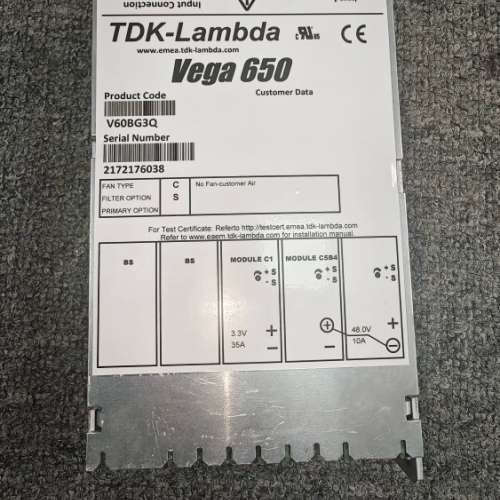 Input Connection
TDK-Lambda
www.emea.tdk-lambda.com
Vega 650
Product Code
Customer Data
V60BG3Q
Serial Number
2172176038
FAN TYPE C No Fan-customer Air
FILTER OPTION S
PRIMARY OPTION
For Test Certificate: Referto http://testcert.emea.tdk-lambda.com
Refer to www.eaem.tdk-lambda.com for installation manual.
BS BS MODULE C1 MODULE C5B4
+ S + S + S
- S - S - S
3.3V + + 48.0V +
35A - - 10A -